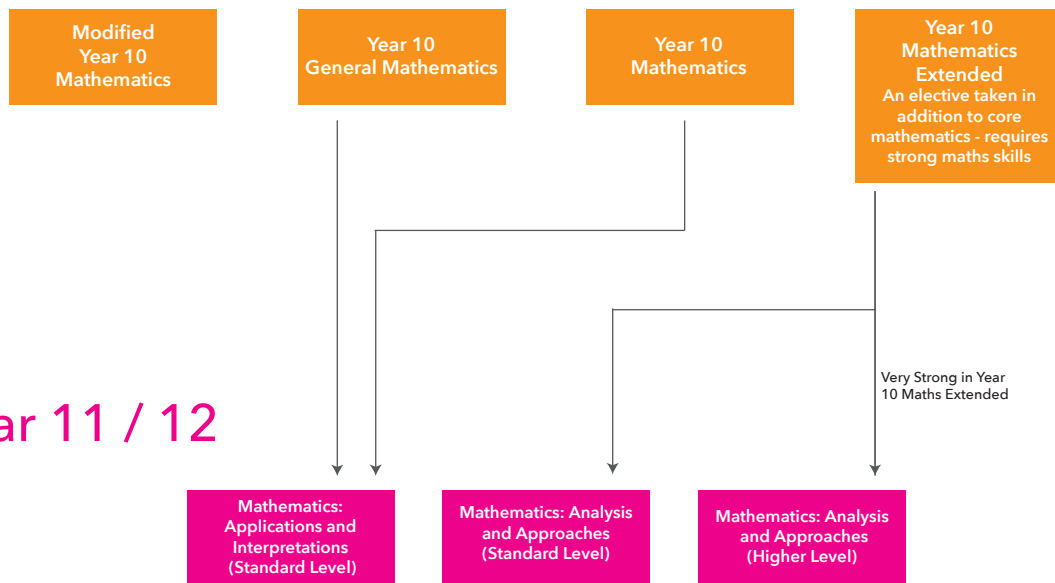 Modified
Year 10
Mathematics
Year 10
General Mathematics
Year 10
Mathematics
Year 10
Mathematics
Extended
An elective taken in
addition to core
mathematics - requires
strong maths skills
Very Strong in Year
10 Maths Extended
ar 11 / 12
Mathematics:
Applications and
Interpretations
(Standard Level)
Mathematics: Analysis
and Approaches
(Standard Level)
Mathematics: Analysis
and Approaches
(Higher Level)